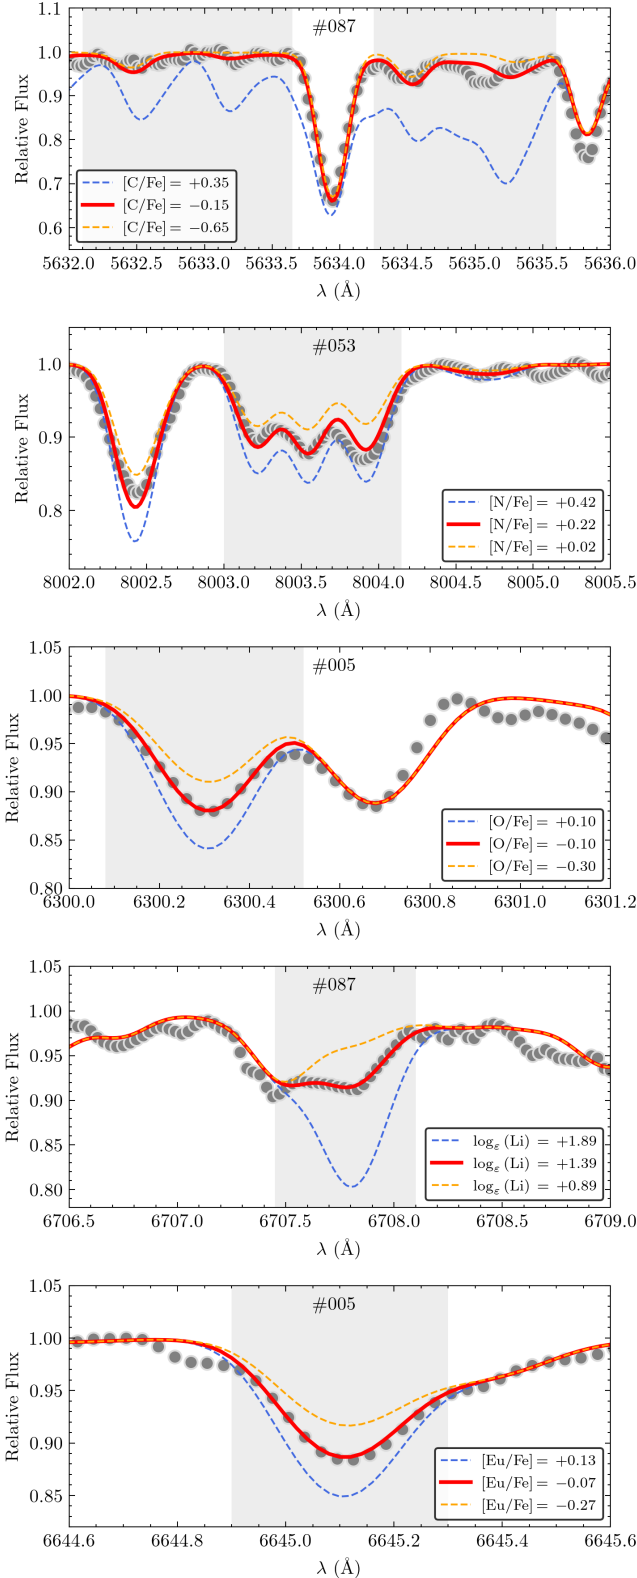 #087
1.1
1.0
0.9
0.8
0.7
0.6
Relative Flux
[C/Fe] = +0.35
[C/Fe] = −0.15
[C/Fe] = −0.65
5632.0 5632.5 5633.0 5633.5 5634.0 5634.5 5635.0 5635.5 5636.0
λ (Å)
#053
1.0
0.9
0.8
Relative Flux
[N/Fe] = +0.42
[N/Fe] = +0.22
[N/Fe] = +0.02
8002.0 8002.5 8003.0 8003.5 8004.0 8004.5 8005.0 8005.5
λ (Å)
#005
1.05
1.00
0.95
0.90
0.85
0.80
Relative Flux
[O/Fe] = +0.10
[O/Fe] = −0.10
[O/Fe] = −0.30
6300.0 6300.2 6300.4 6300.6 6300.8 6301.0 6301.2
λ (Å)
#087
1.05
1.00
0.95
0.90
0.85
0.80
Relative Flux
logε (Li) = +1.89
logε (Li) = +1.39
logε (Li) = +0.89
6706.5 6707.0 6707.5 6708.0 6708.5 6709.0
λ (Å)
#005
1.05
1.00
0.95
0.90
0.85
Relative Flux
[Eu/Fe] = +0.13
[Eu/Fe] = −0.07
[Eu/Fe] = −0.27
6644.6 6644.8 6645.0 6645.2 6645.4 6645.6
λ (Å)